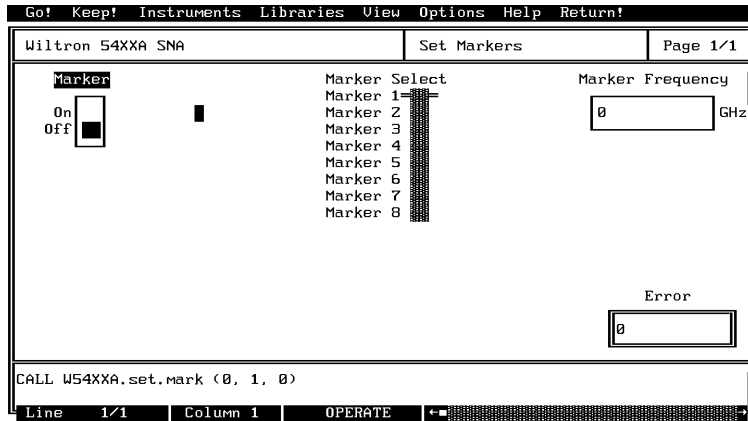 Go! Keep! Instruments Libraries View Options Help Return!
Wiltron 54XXA SNA
Set Markers
Page 1/1
Marker
On
Off
Marker Select
Marker 1
Marker 2
Marker 3
Marker 4
Marker 5
Marker 6
Marker 7
Marker 8
Marker Frequency
0
GHz
Error
0
CALL W54XXA.set.mark (0, 1, 0)
Line 1/1 Column 1 OPERATE